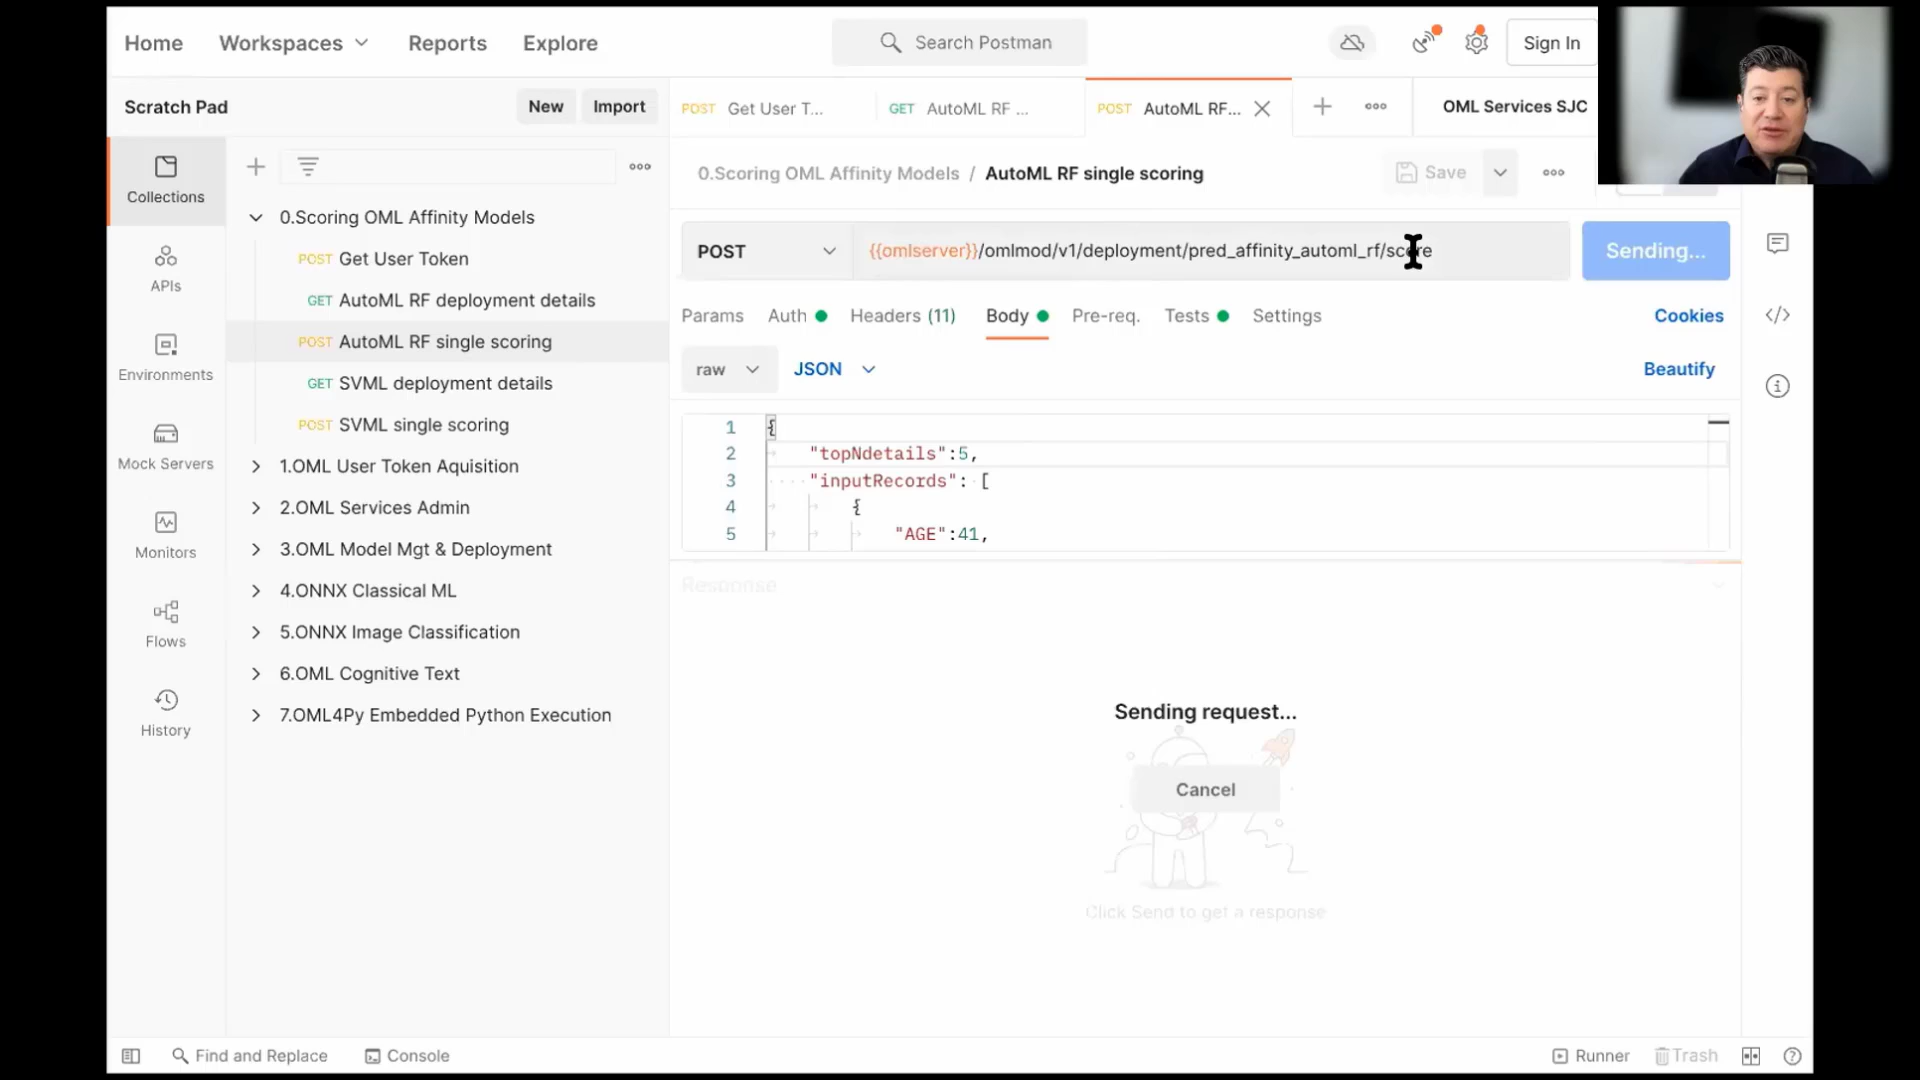 Home Workspaces Reports Explore Search Postman Sign In
Scratch Pad New Import POST Get User T... GET AutoML RF ... POST AutoML RF... OML Services SJC
0.Scoring OML Affinity Models / AutoML RF single scoring Save
Collections
APIs
Environments
Mock Servers
Monitors
Flows
History
0.Scoring OML Affinity Models
POST Get User Token
GET AutoML RF deployment details
POST AutoML RF single scoring
GET SVML deployment details
POST SVML single scoring
1.OML User Token Aquisition
2.OML Services Admin
3.OML Model Mgt & Deployment
4.ONNX Classical ML
5.ONNX Image Classification
6.OML Cognitive Text
7.OML4Py Embedded Python Execution
POST {{omlserver}}/omlmod/v1/deployment/pred_affinity_automl_rf/score Sending...
Params Auth Headers (11) Body Pre-req. Tests Settings Cookies
raw JSON Beautify
1 {
2 "topNdetails":5,
3 "inputRecords": [
4 {
5 "AGE":41,
Response
Sending request...
Cancel
Click Send to get a response
Find and Replace Console Runner Trash